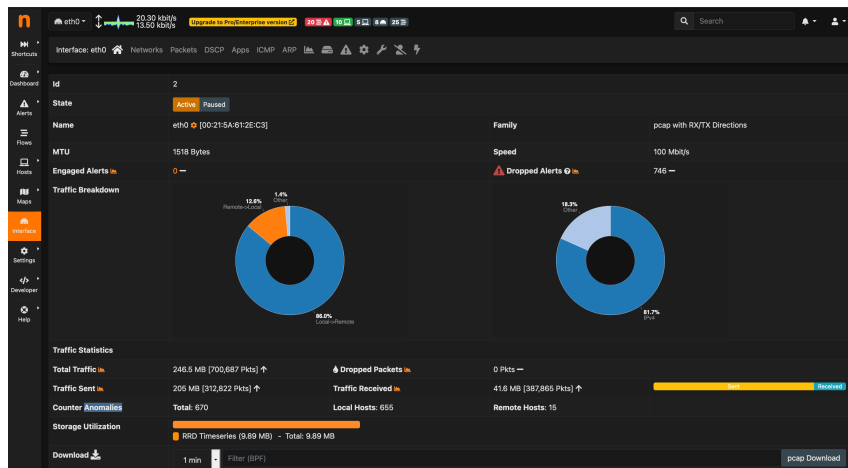 n
eth0
20.30 kbit/s
13.50 kbit/s
Upgrade to Pro/Enterprise version
20
10
5
8
25
Search
Shortcuts
Dashboard
Alerts
Flows
Hosts
Maps
Interface
Settings
Developer
Help
Interface: eth0 Networks Packets DSCP Apps ICMP ARP
Id 2
State Active Paused
Name eth0 [00:21:5A:61:2E:C3] Family pcap with RX/TX Directions
MTU 1518 Bytes Speed 100 Mbit/s
Engaged Alerts 0 — Dropped Alerts 746 —
Traffic Breakdown
12.6%
Remote->Local
1.4%
Other
86.0%
Local->Remote
18.3%
Other
81.7%
IPv4
Traffic Statistics
Total Traffic 246.5 MB [700,687 Pkts] ↑ Dropped Packets 0 Pkts —
Traffic Sent 205 MB [312,822 Pkts] ↑ Traffic Received 41.6 MB [387,865 Pkts] ↑ Sent Received
Counter Anomalies Total: 670 Local Hosts: 655 Remote Hosts: 15
Storage Utilization
RRD Timeseries (9.89 MB) - Total: 9.89 MB
Download 1 min Filter (BPF) pcap Download